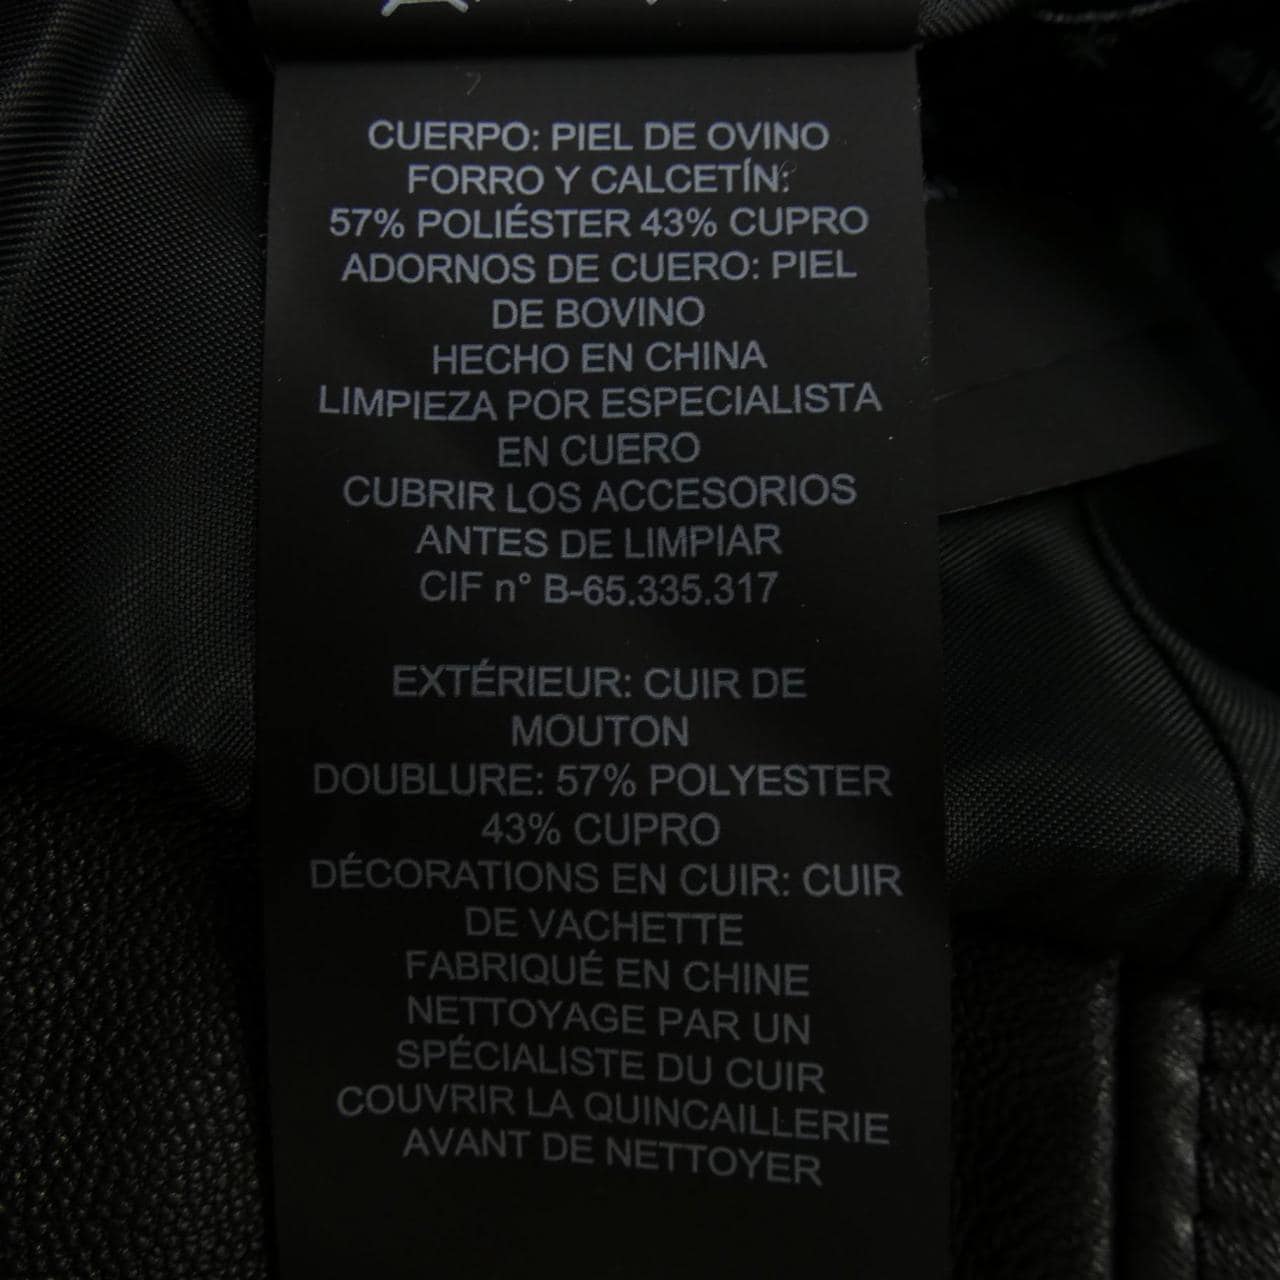 CUERPO: PIEL DE OVINO
FORRO Y CALCETÍN:
57% POLIÉSTER 43% CUPRO
ADORNOS DE CUERO: PIEL
DE BOVINO
HECHO EN CHINA
LIMPIEZA POR ESPECIALISTA
EN CUERO
CUBRIR LOS ACCESORIOS
ANTES DE LIMPIAR
CIF n° B-65.335.317
EXTÉRIEUR: CUIR DE
MOUTON
DOUBLURE: 57% POLYESTER
43% CUPRO
DÉCORATIONS EN CUIR: CUIR
DE VACHETTE
FABRIQUÉ EN CHINE
NETTOYAGE PAR UN
SPÉCIALISTE DU CUIR
COUVRIR LA QUINCAILLERIE
AVANT DE NETTOYER